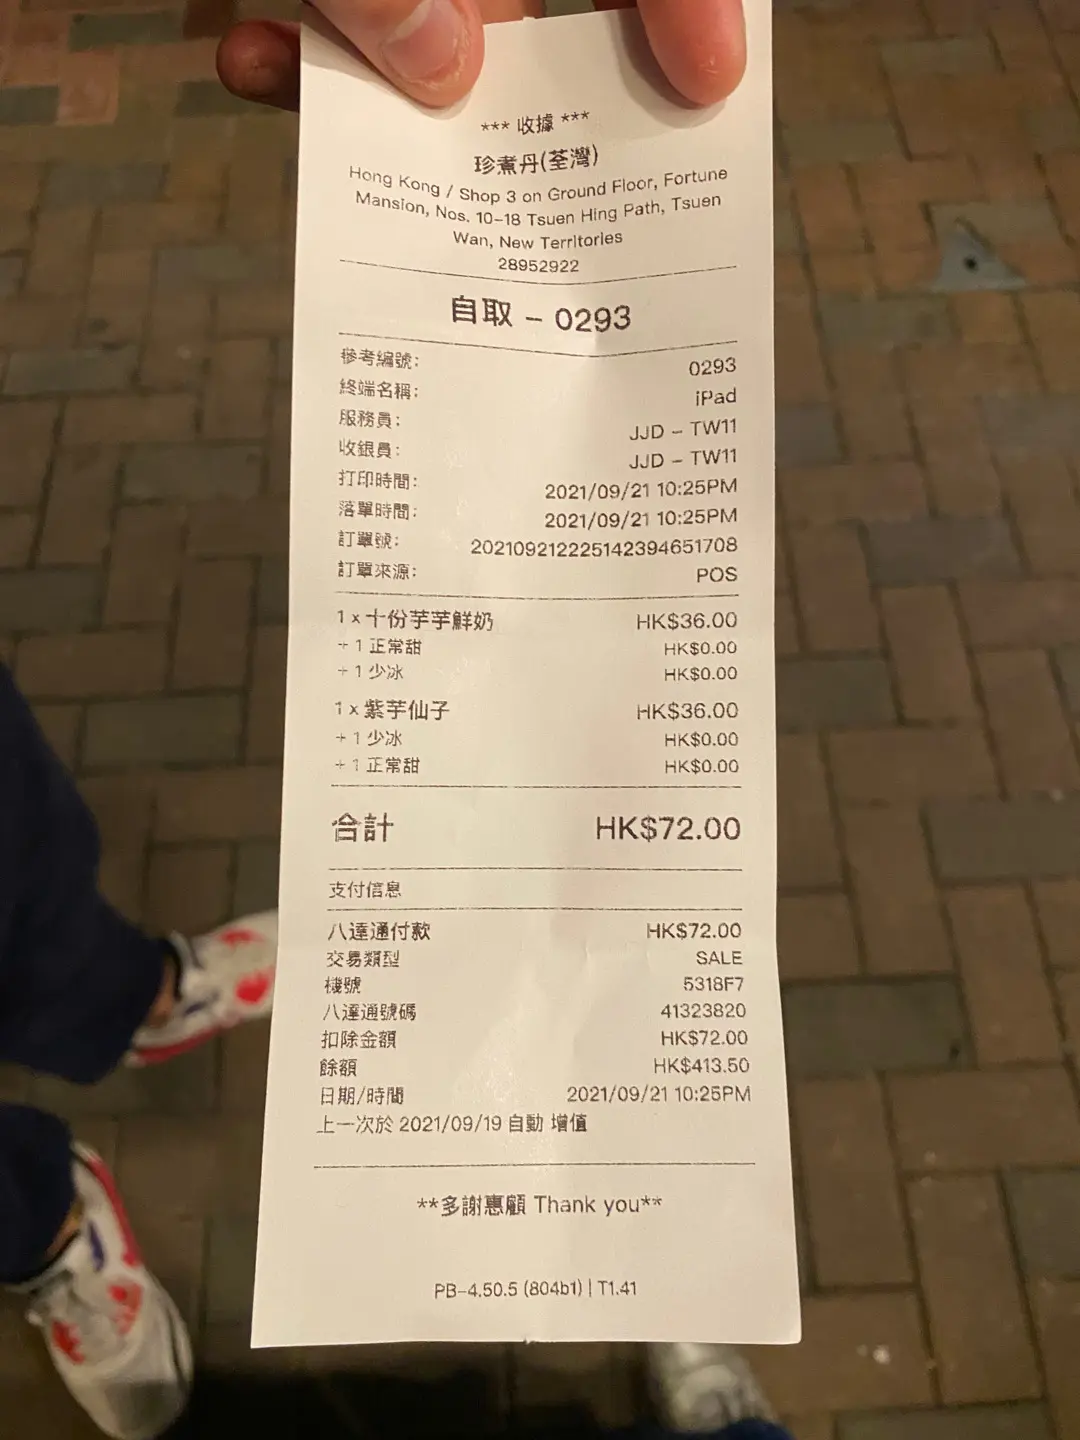 *** 收據 ***
珍煮丹(荃灣)
Hong Kong / Shop 3 on Ground Floor, Fortune
Mansion, Nos. 10-18 Tsuen Hing Path, Tsuen
Wan, New Territories
28952922
自取 - 0293
參考編號: 0293
終端名稱: iPad
服務員: JJD - TW11
收銀員: JJD - TW11
打印時間: 2021/09/21 10:25PM
落單時間: 2021/09/21 10:25PM
訂單號: 202109212225142394651708
訂單來源: POS
1 x 十份芋芋鮮奶 HK$36.00
+ 1 正常甜 HK$0.00
+ 1 少冰 HK$0.00
1 x 紫芋仙子 HK$36.00
+ 1 少冰 HK$0.00
+ 1 正常甜 HK$0.00
合計 HK$72.00
支付信息
八達通付款 HK$72.00
交易類型 SALE
機號 5318F7
八達通號碼 41323820
扣除金額 HK$72.00
餘額 HK$413.50
日期/時間 2021/09/21 10:25PM
上一次於 2021/09/19 自動 增值
**多謝惠顧 Thank you**
PB-4.50.5 (804b1) | T1.41